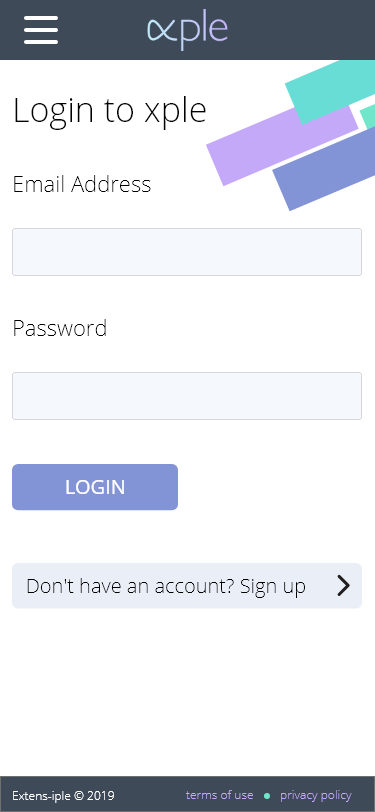 xple
Login to xple
Email Address
Password
LOGIN
Don't have an account? Sign up
Extens-iple © 2019 terms of use • privacy policy